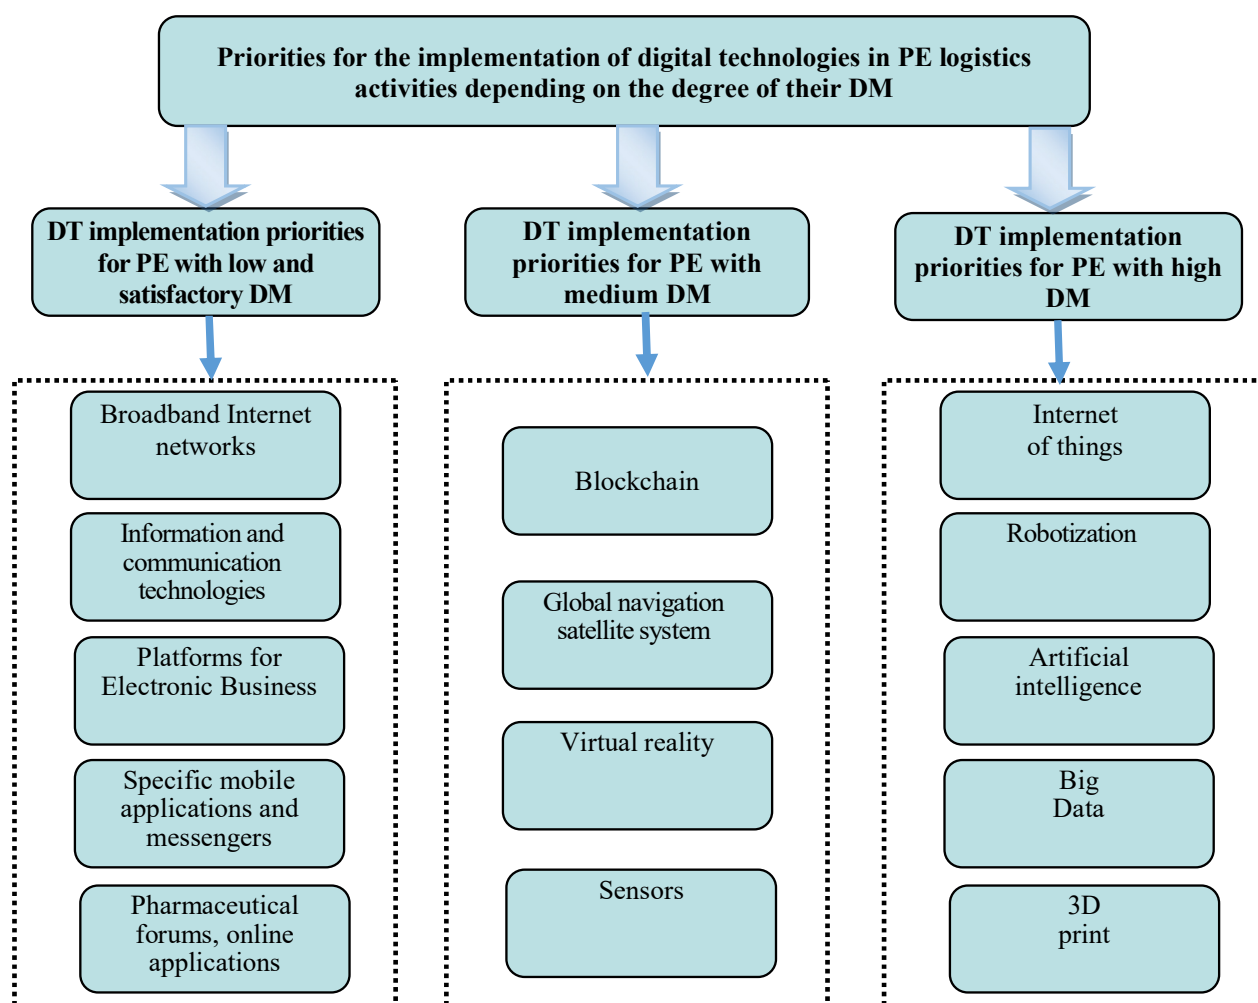 Priorities for the implementation of digital technologies in PE logistics
activities depending on the degree of their DM
DT implementation priorities
for PE with low and
satisfactory DM
DT implementation
priorities for PE with
medium DM
DT implementation
priorities for PE with high
DM
Broadband Internet
networks
Information and
communication
technologies
Platforms for
Electronic Business
Specific mobile
applications and
messengers
Pharmaceutical
forums, online
applications
Blockchain
Global navigation
satellite system
Virtual reality
Sensors
Internet
of things
Robotization
Artificial
intelligence
Big
Data
3D
print